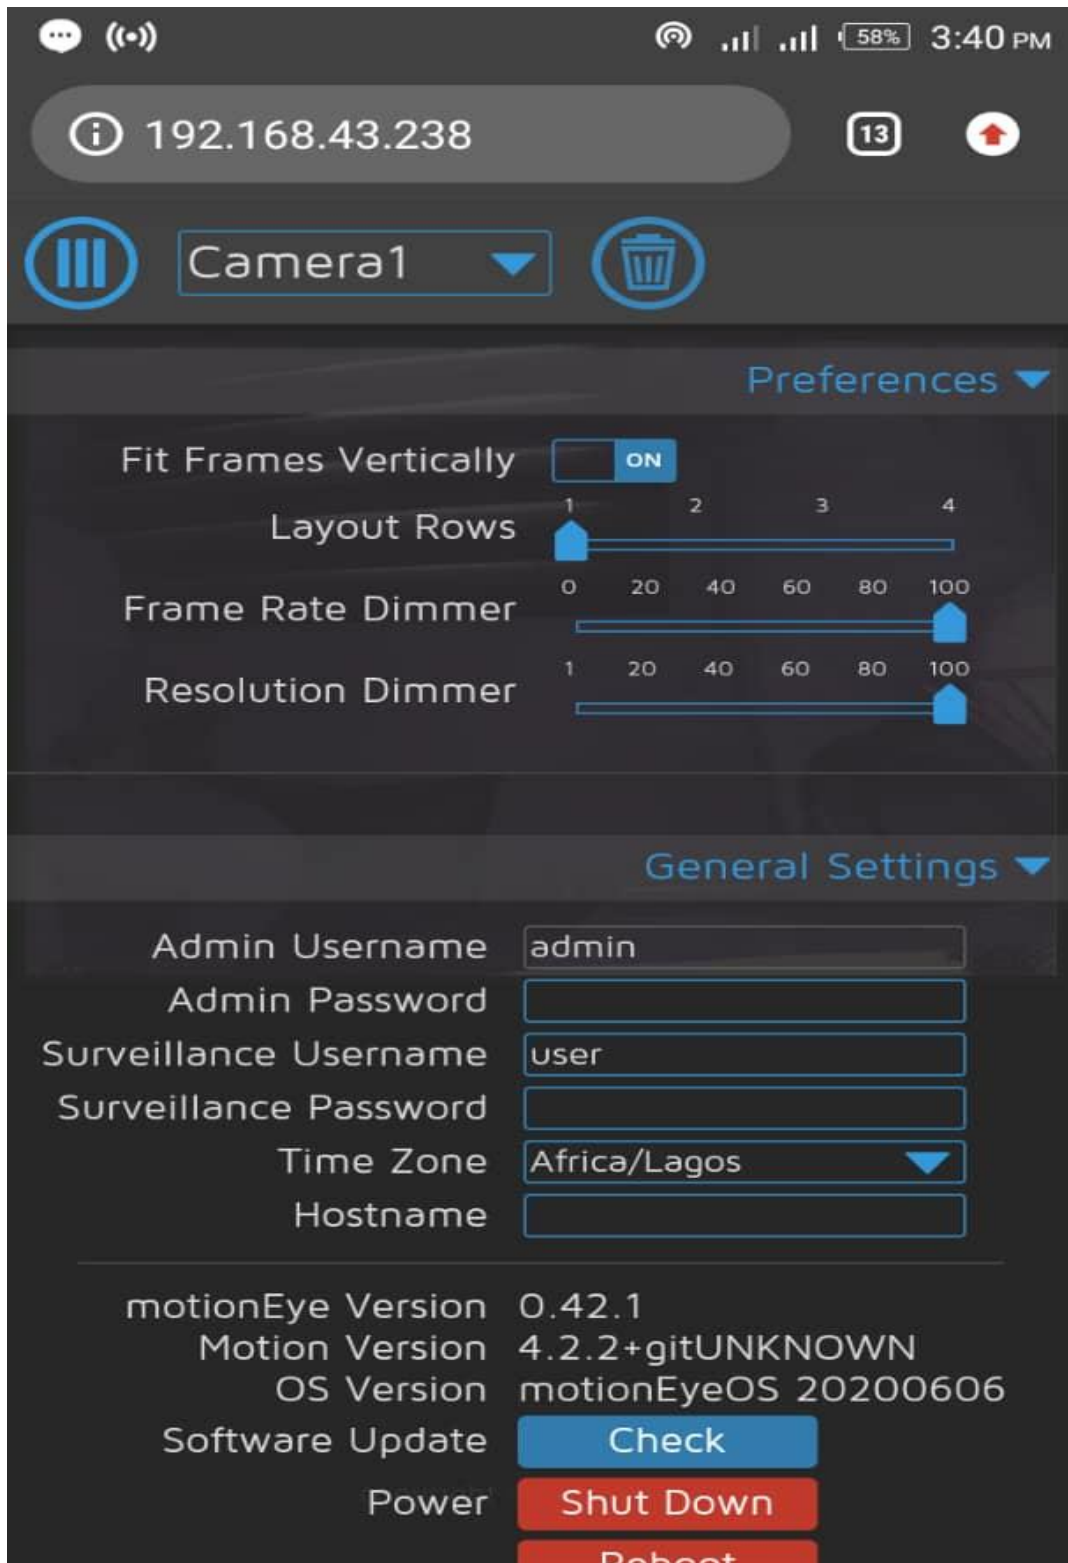 58% 3:40 PM
192.168.43.238 13
Camera1
Preferences
Fit Frames Vertically ON
1 2 3 4
Layout Rows
0 20 40 60 80 100
Frame Rate Dimmer
1 20 40 60 80 100
Resolution Dimmer
General Settings
Admin Username admin
Admin Password
Surveillance Username user
Surveillance Password
Time Zone Africa/Lagos
Hostname
motionEye Version 0.42.1
Motion Version 4.2.2+gitUNKNOWN
OS Version motionEyeOS 20200606
Software Update Check
Power Shut Down
Reboot